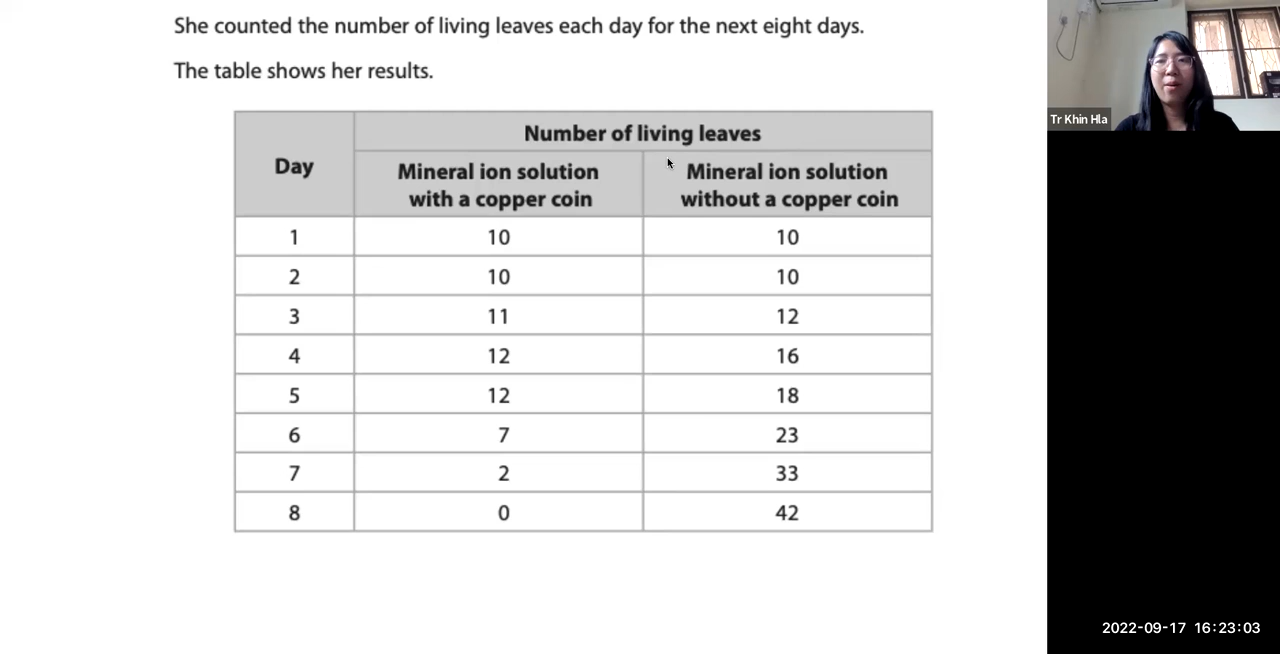 She counted the number of living leaves each day for the next eight days.
The table shows her results.
Day
Number of living leaves
Mineral ion solution
with a copper coin
Mineral ion solution
without a copper coin
1 10 10
2 10 10
3 11 12
4 12 16
5 12 18
6 7 23
7 2 33
8 0 42
Tr Khin Hla
2022-09-17 16:23:03